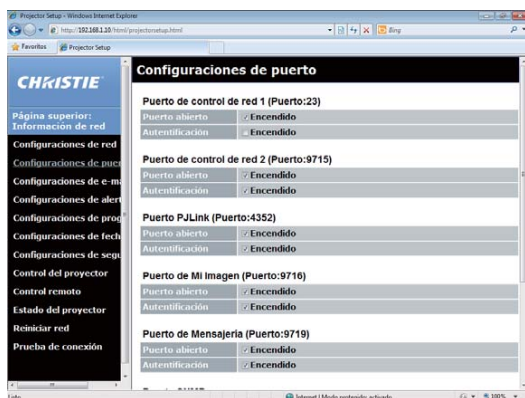 Projector Setup - Windows Internet Explorer
http://192.168.1.10/html/projectorsetup.html
Bing
Favoritos
Projector Setup
CHRISTIE
Página superior:
Información de red
Configuraciones de red
Configuraciones de puer
Configuraciones de e-ma
Configuraciones de alert
Configuraciones de prog
Configuraciones de fech
Configuraciones de segu
Control del proyector
Control remoto
Estado del proyector
Reiniciar red
Prueba de conexión
Configuraciones de puerto
Puerto de control de red 1 (Puerto:23)
Puerto abierto Encendido
Autentificación Encendido
Puerto de control de red 2 (Puerto:9715)
Puerto abierto Encendido
Autentificación Encendido
Puerto PJLink (Puerto:4352)
Puerto abierto Encendido
Autentificación Encendido
Puerto de Mi Imagen (Puerto:9716)
Puerto abierto Encendido
Autentificación Encendido
Puerto de Mensajería (Puerto:9719)
Puerto abierto Encendido
Autentificación Encendido
Listo
Internet | Modo protegido: activado
100%